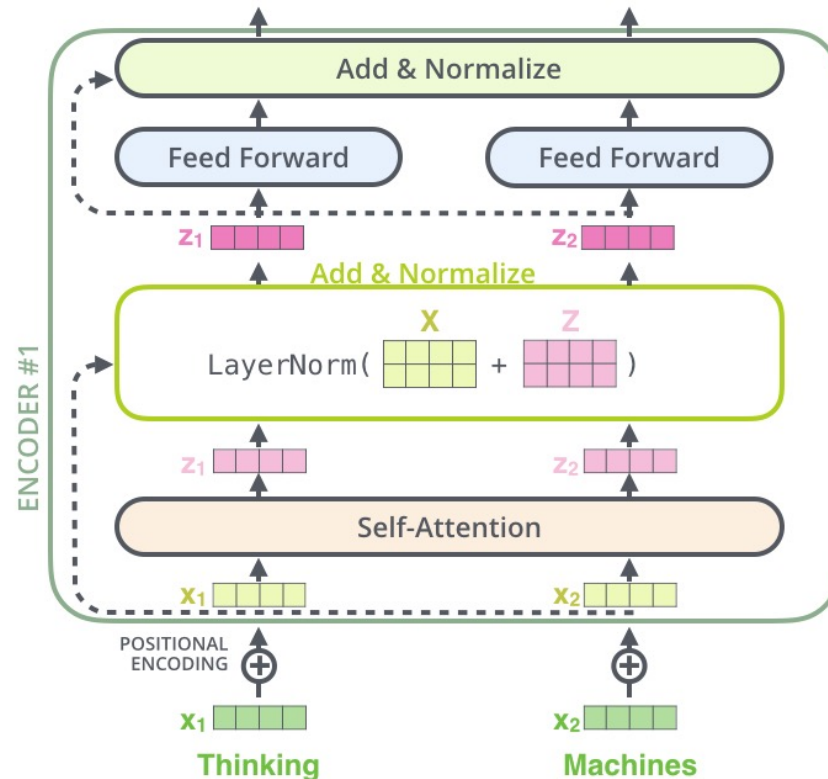 Add & Normalize
Feed Forward Feed Forward
z1 z2
Add & Normalize
X Z
LayerNorm( + )
ENCODER #1
z1 z2
Self-Attention
x1 x2
POSITIONAL
ENCODING
x1 x2
Thinking Machines